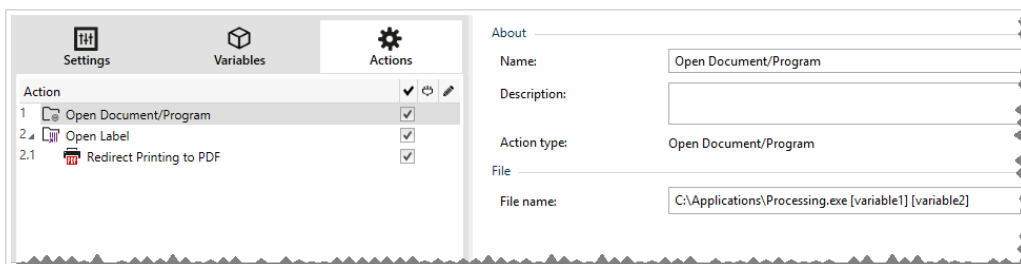 Settings
Variables
Actions
Action
1 Open Document/Program
2 Open Label
2.1 Redirect Printing to PDF
About
Name: Open Document/Program
Description:
Action type: Open Document/Program
File
File name: C:\Applications\Processing.exe [variable1] [variable2]